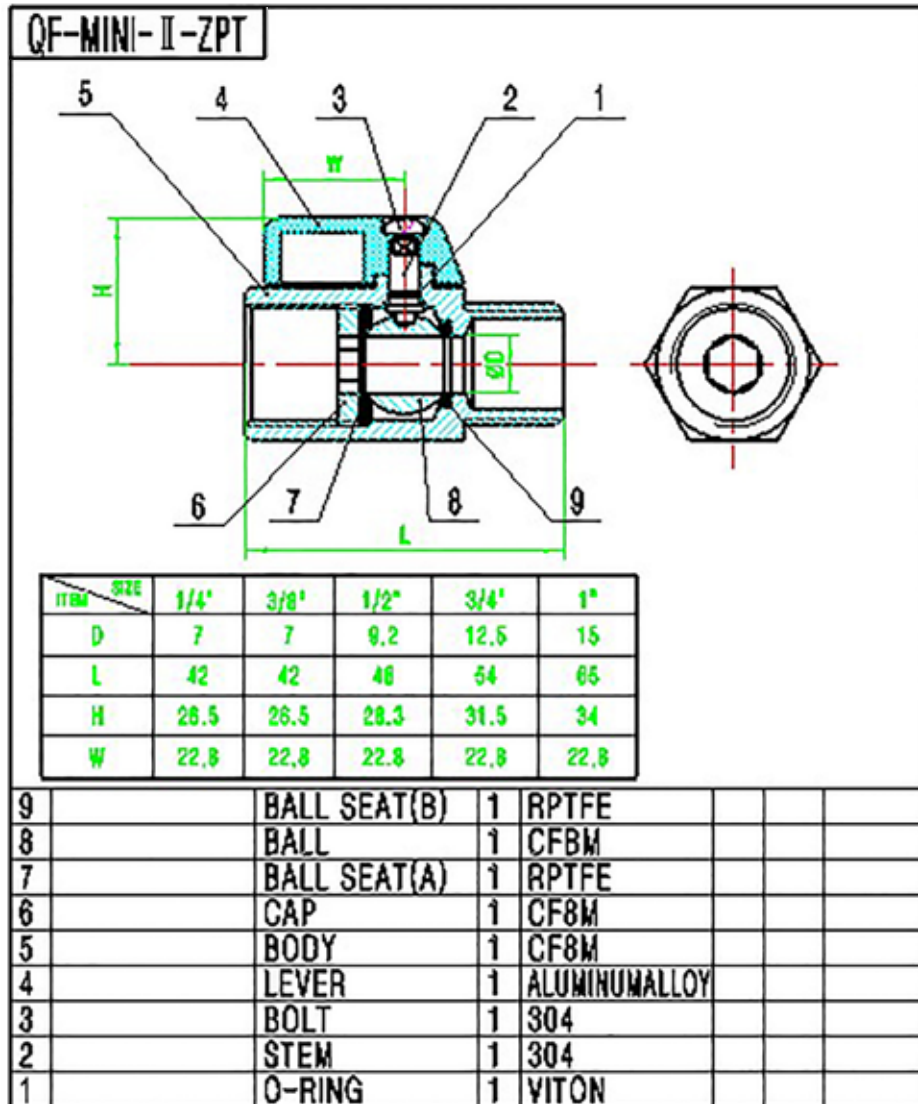 QF-MINI-Ⅱ-ZPT
5 4 3 2 1
W
H
ØD
6 7 8 9
L
ITEM SIZE 1/4" 3/8" 1/2" 3/4" 1"
D 7 7 9.2 12.5 15
L 42 42 48 54 65
H 26.5 26.5 28.3 31.5 34
W 22.8 22.8 22.8 22.8 22.8
9 BALL SEAT(B) 1 RPTFE
8 BALL 1 CF8M
7 BALL SEAT(A) 1 RPTFE
6 CAP 1 CF8M
5 BODY 1 CF8M
4 LEVER 1 ALUMINUMALLOY
3 BOLT 1 304
2 STEM 1 304
1 O-RING 1 VITON